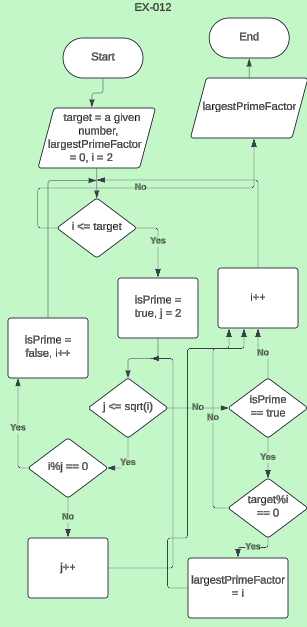 EX-012
Start
End
target = a given
number,
largestPrimeFactor
= 0, i = 2
largestPrimeFactor
No
i <= target
Yes
isPrime =
true, j = 2
i++
isPrime =
false, i++
No
j <= sqrt(i)
No
No
isPrime
== true
Yes
Yes
Yes
i%j == 0
No
target%i
== 0
Yes
j++
largestPrimeFactor
= i